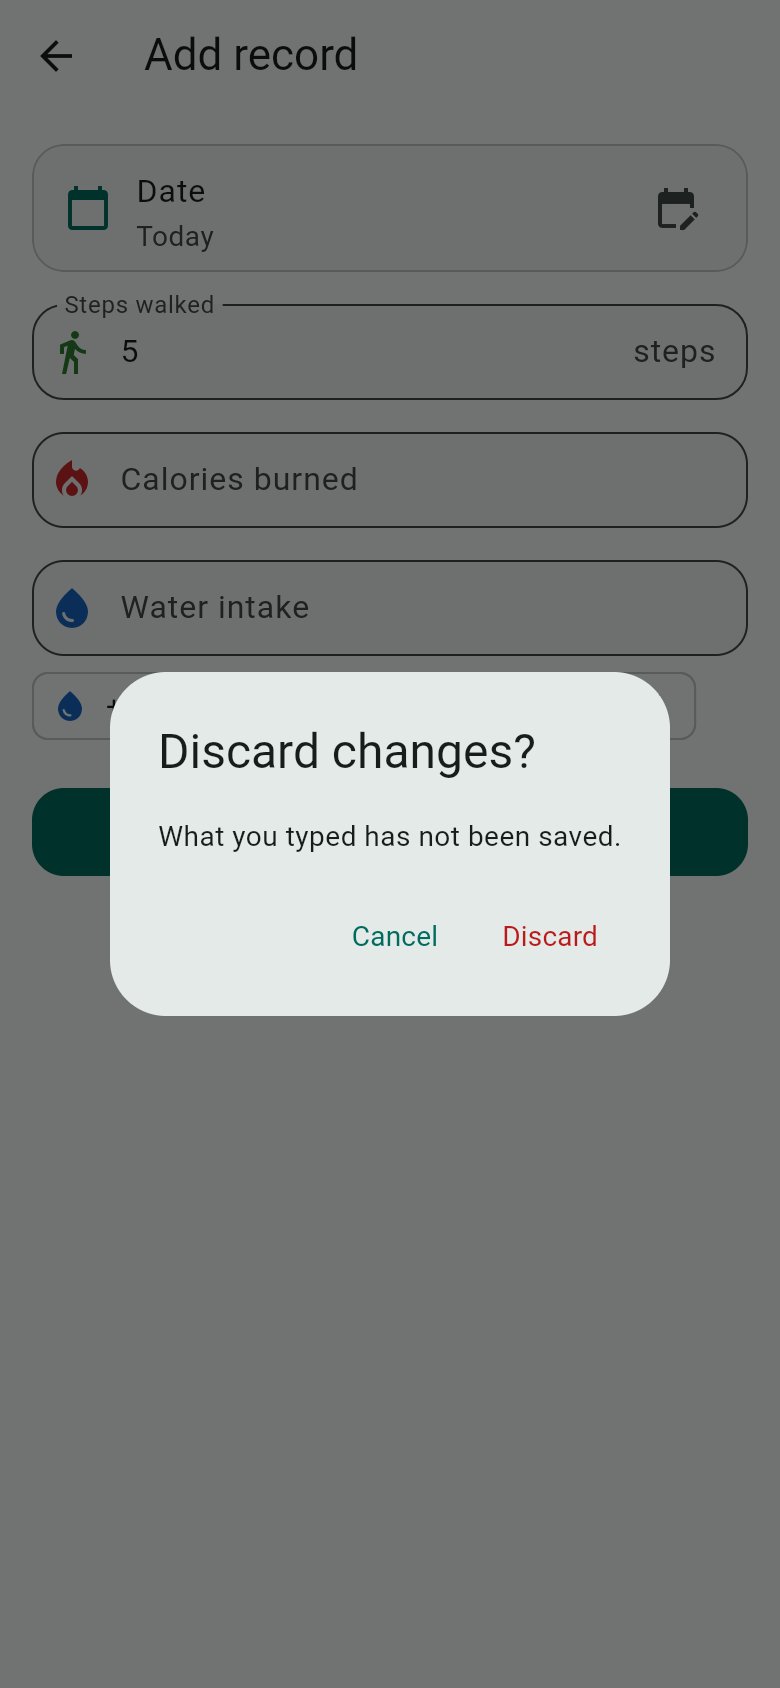 Add record
Date
Today
Steps walked
5 steps
Calories burned
Water intake
Discard changes?
What you typed has not been saved.
Cancel Discard